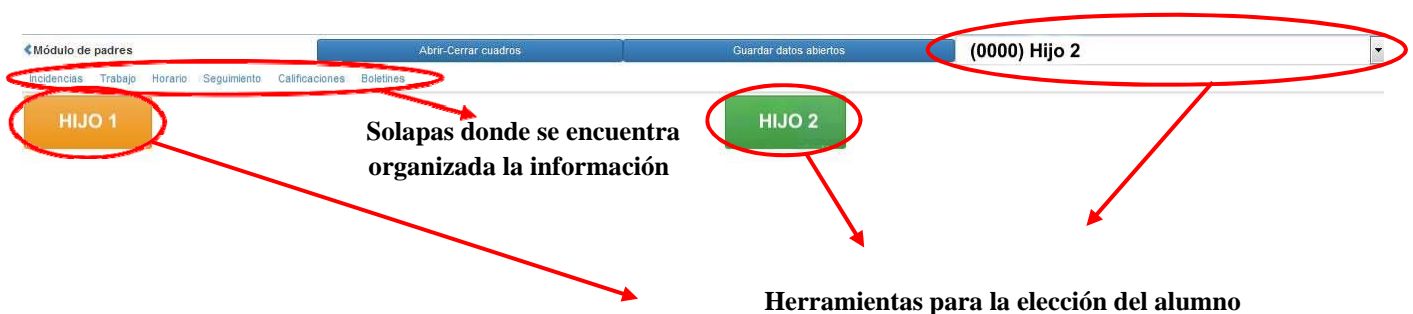 Módulo de padres
Abrir-Cerrar cuadros
Guardar datos abiertos
(0000) Hijo 2
Incidencias Trabajo Horario Seguimiento Calificaciones Boletines
HIJO 1
HIJO 2
Solapas donde se encuentra
organizada la información
Herramientas para la elección del alumno